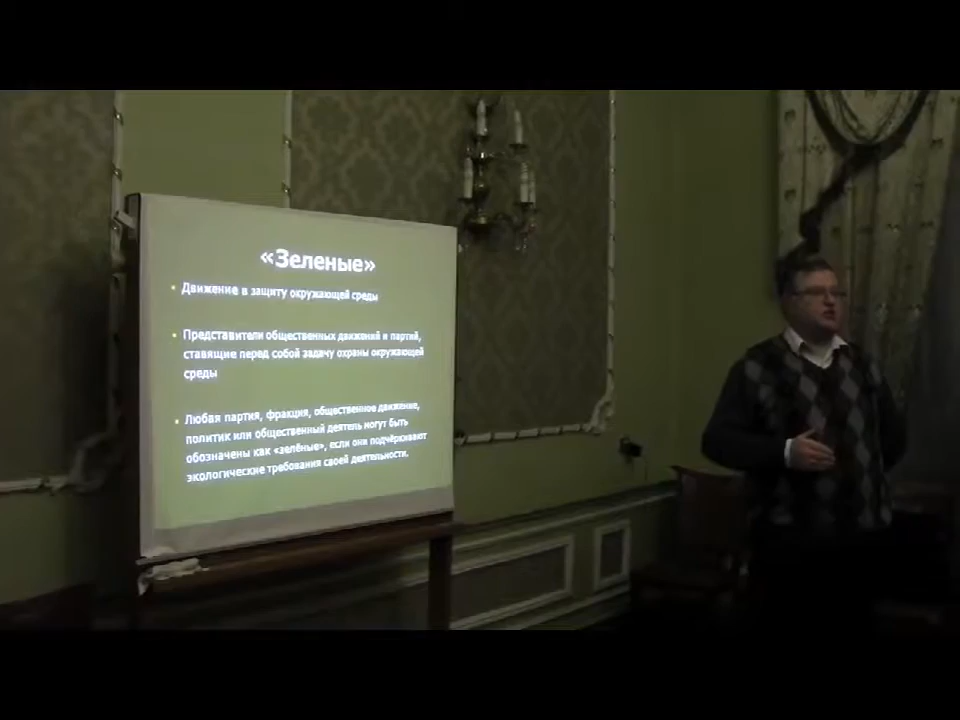 «Зеленые»
• Движение в защиту окружающей среды
• Представители общественных движений и партий,
ставящие перед собой задачу охраны окружающей
среды
• Любая партия, фракция, общественное движение,
политик или общественный деятель могут быть
обозначены как «зелёные», если они подчёркивают
экологические требования своей деятельности.